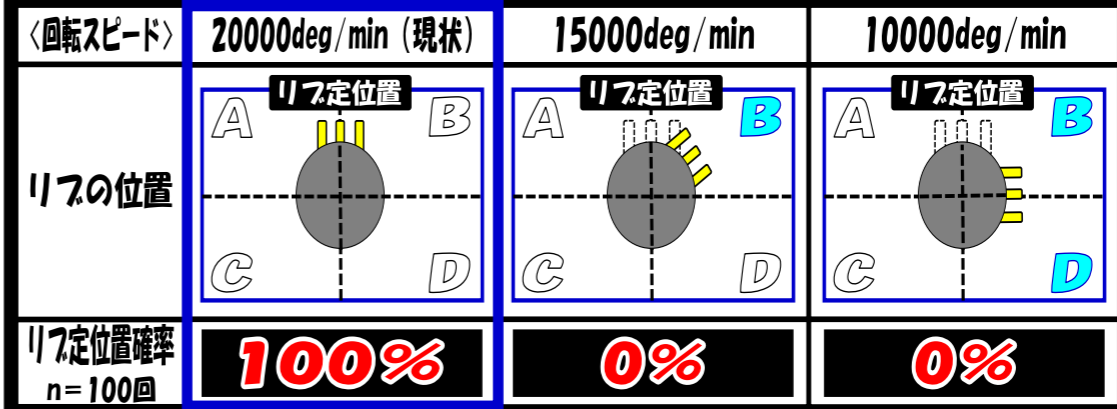 〈回転スピード〉 20000deg/min（現状） 15000deg/min 10000deg/min
リブ定位置 リブ定位置 リブ定位置
A B A B A B
リブの位置
C D C D C D
リブ定位置確率
n=100回
100% 0% 0%